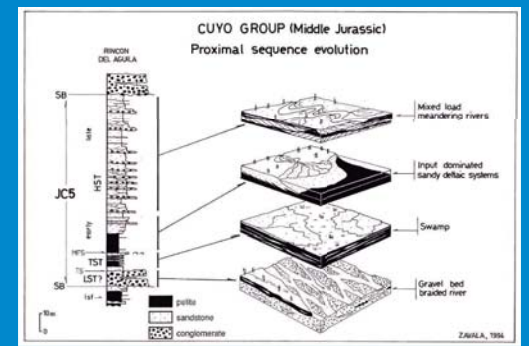 CUYO GROUP (Middle Jurassic)
Proximal sequence evolution
RINCON
DEL AGUILA
SB
late
HST
JC5
early
MFS
TST
TS
LST?
SB
Mixed load
meandering rivers
Input dominated
sandy deltaic systems
Swamp
Gravel bed
braided river
10m
0
pelite
sandstone
conglomerate
ZAVALA, 1994